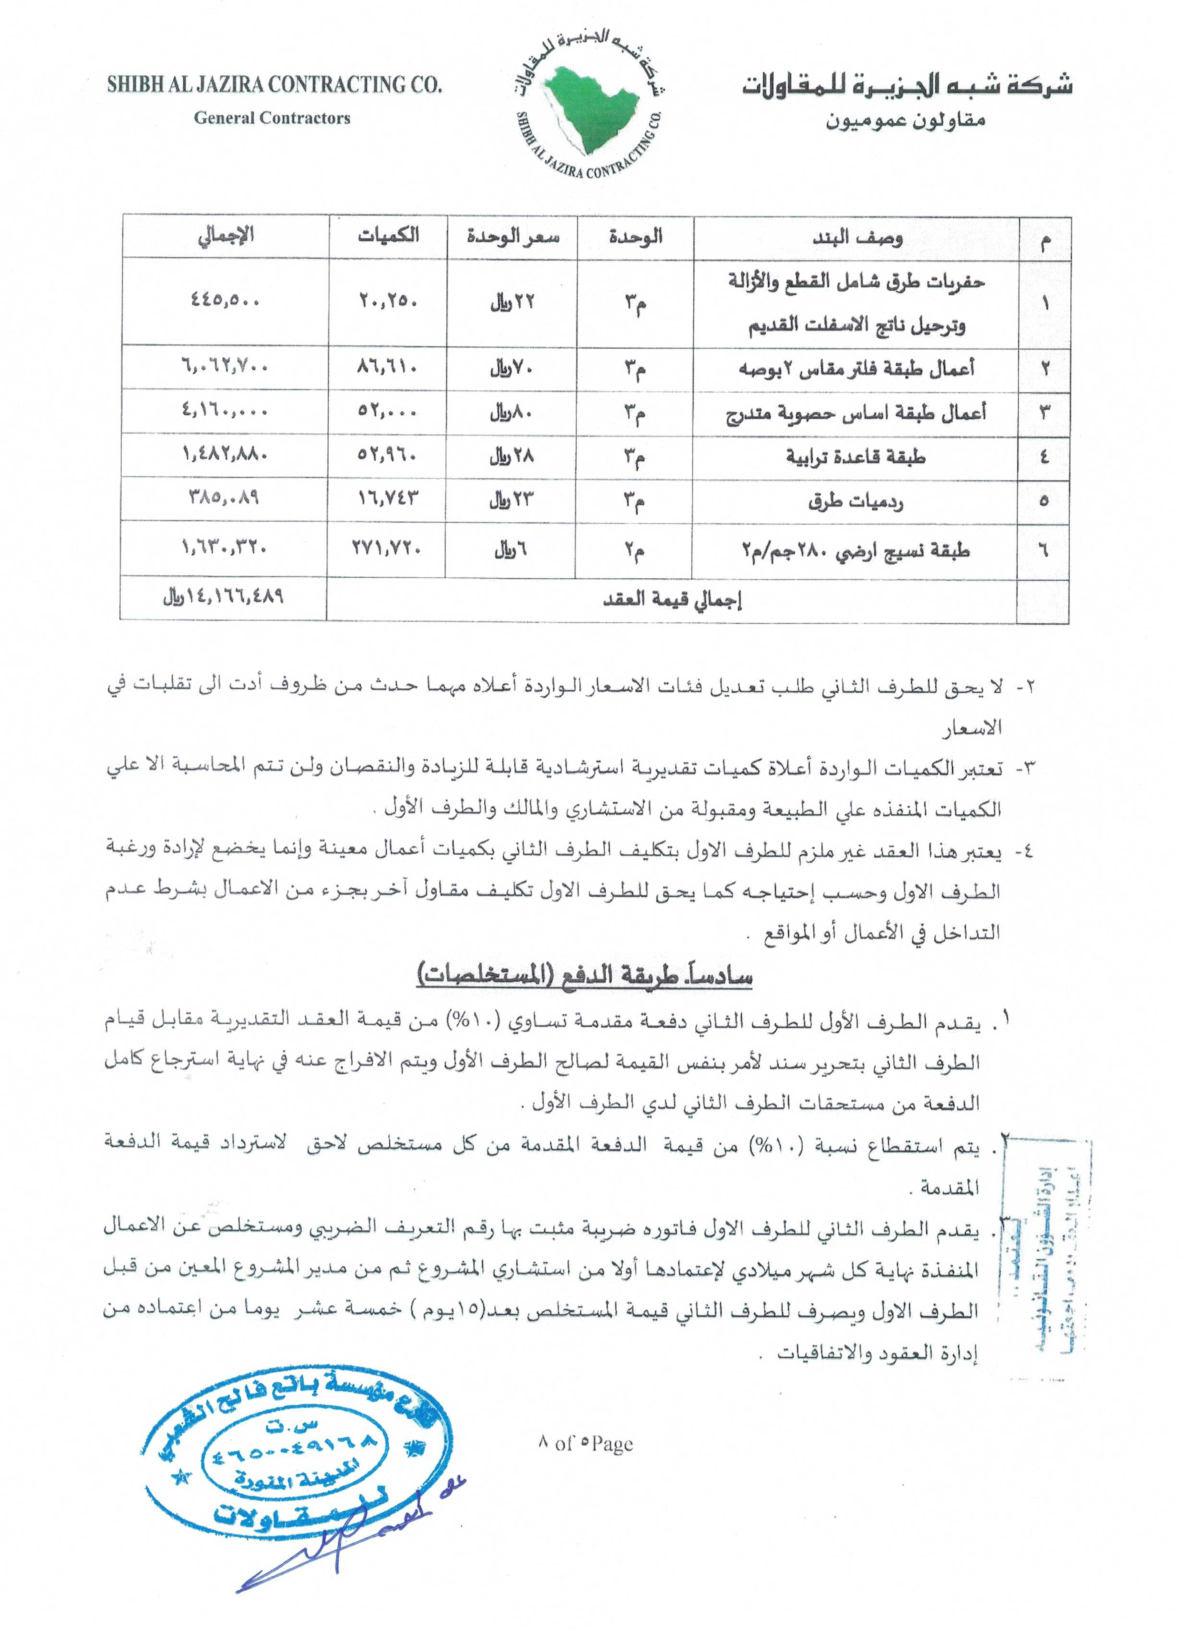 SHIBH AL JAZIRA CONTRACTING CO.
General Contractors
شركة شبه الجزيرة للمقاولات
SHIBH AL JAZIRA CONTRACTING CO.
شركة شبه الجزيرة للمقاولات
مقاولون عموميون
م وصف البند الوحدة سعر الوحدة الكميات الإجمالي
١ حفريات طرق شامل القطع والأزالة وترحيل ناتج الاسفلت القديم م٣ ٢٢ ريال ٢٠,٢٥٠ ٤٤٥,٥٠٠
٢ أعمال طبقة فلتر مقاس ٢بوصه م٣ ٧٠ريال ٨٦,٦١٠ ٦,٠٦٢,٧٠٠
٣ أعمال طبقة اساس حصوية متدرج م٣ ٨٠ريال ٥٢,٠٠٠ ٤,١٦٠,٠٠٠
٤ طبقة قاعدة ترابية م٣ ٢٨ ريال ٥٢,٩٦٠ ١,٤٨٢,٨٨٠
٥ ردميات طرق م٣ ٢٣ ريال ١٦,٧٤٣ ٣٨٥,٠٨٩
٦ طبقة نسيج ارضي ٢٨٠جم/م٢ م٢ ٦ريال ٢٧١,٧٢٠ ١,٦٣٠,٣٢٠
إجمالي قيمة العقد ١٤,١٦٦,٤٨٩ريال
٢- لا يحق للطرف الثاني طلب تعديل فئات الاسعار الواردة أعلاه مهما حدث من ظروف أدت الى تقلبات في
الاسعار
٣- تعتبر الكميات الواردة أعلاة كميات تقديرية استرشادية قابلة للزيادة والنقصان ولن تتم المحاسبة الا علي
الكميات المنفذه علي الطبيعة ومقبولة من الاستشاري والمالك والطرف الأول .
٤- يعتبر هذا العقد غير ملزم للطرف الاول بتكليف الطرف الثاني بكميات أعمال معينة وإنما يخضع لإرادة ورغبة
الطرف الاول وحسب إحتياجه كما يحق للطرف الاول تكليف مقاول آخر بجزء من الاعمال بشرط عدم
التداخل في الأعمال أو المواقع .
سادساً. طريقة الدفع (المستخلصات)
١. يقدم الطرف الأول للطرف الثاني دفعة مقدمة تساوي (١٠%) من قيمة العقد التقديرية مقابل قيام
الطرف الثاني بتحرير سند لأمر بنفس القيمة لصالح الطرف الأول ويتم الافراج عنه في نهاية استرجاع كامل
الدفعة من مستحقات الطرف الثاني لدي الطرف الأول .
٢. يتم استقطاع نسبة (١٠%) من قيمة الدفعة المقدمة من كل مستخلص لاحق لاسترداد قيمة الدفعة
المقدمة .
٣. يقدم الطرف الثاني للطرف الاول فاتوره ضريبة مثبت بها رقم التعريف الضريبي ومستخلص عن الاعمال
المنفذة نهاية كل شهر ميلادي لإعتمادها أولا من استشاري المشروع ثم من مدير المشروع المعين من قبل
الطرف الاول ويصرف للطرف الثاني قيمة المستخلص بعد(١٥يوم ) خمسة عشر يوما من اعتماده من
إدارة العقود والاتفاقيات .
إدارة الشؤون القانونية
يعتمد
فرع مؤسسة باتع فالح الشعبي
س.ت
٤٦٥٠٠٤٩١٦٨
المدينة المنورة
للمقاولات
٨ of ٥Page